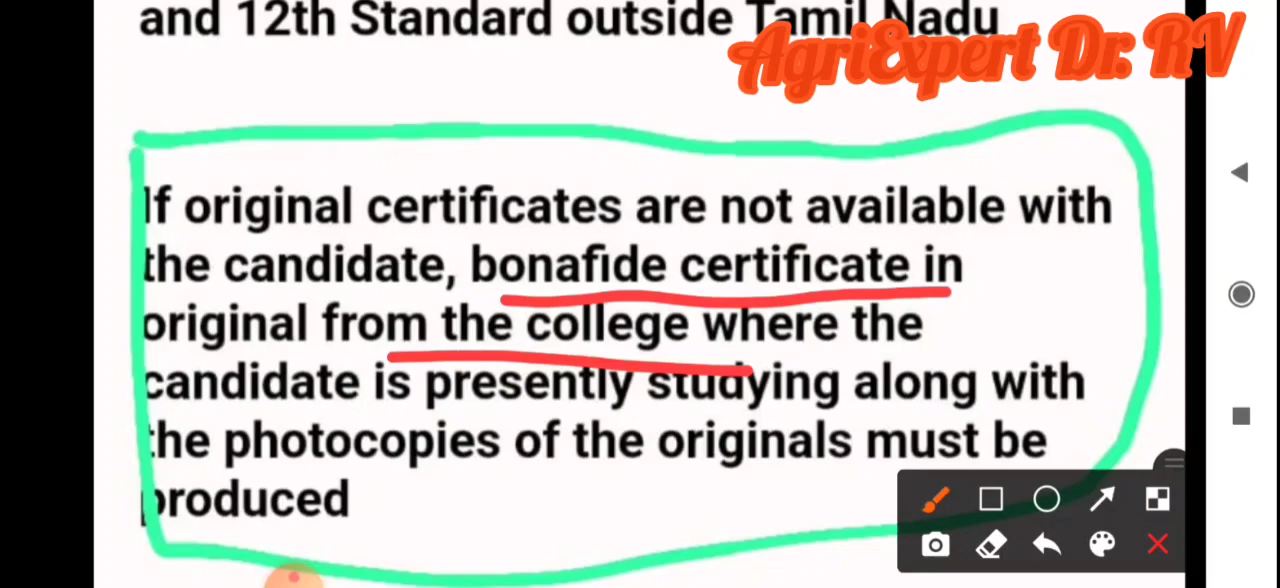 and 12th Standard outside Tamil Nadu
AgriExpert Dr. RV
If original certificates are not available with
the candidate, bonafide certificate in
original from the college where the
candidate is presently studying along with
the photocopies of the originals must be
produced